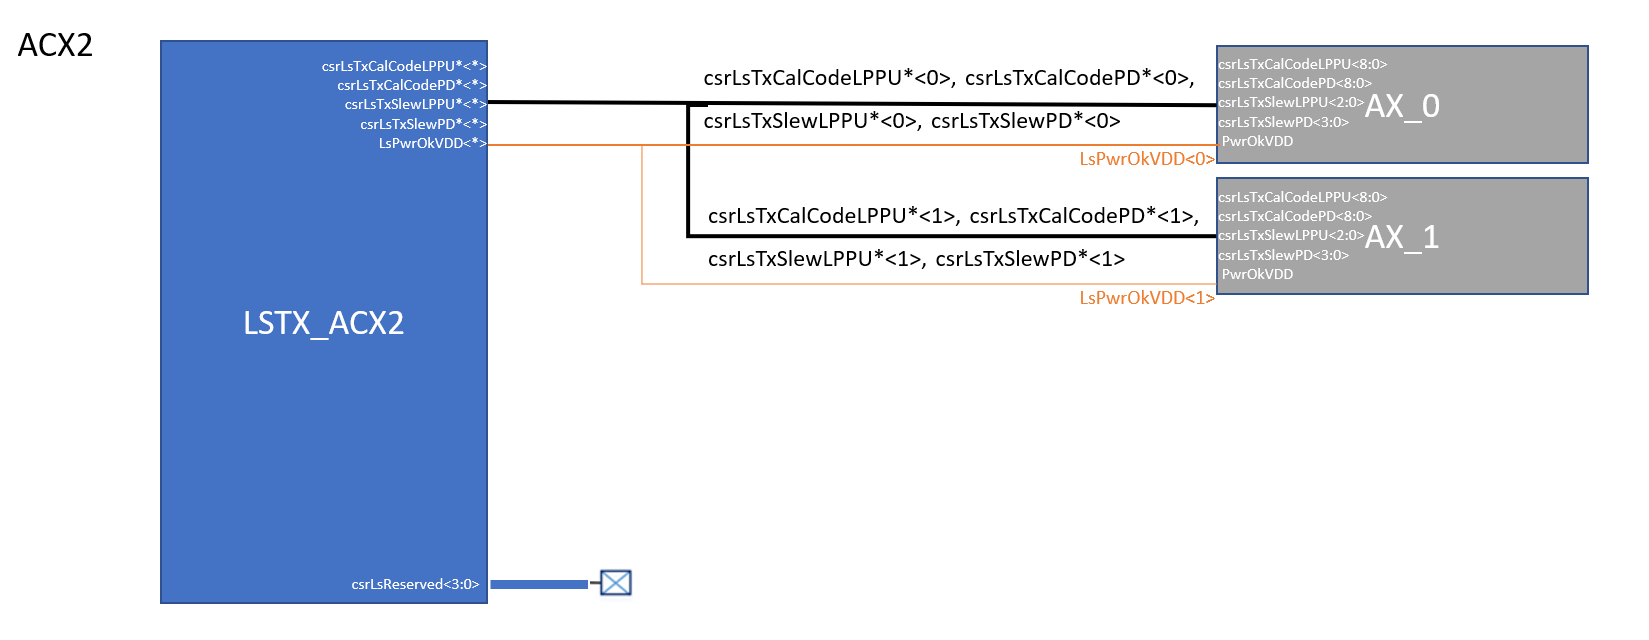 ACX2
csrLsTxCalCodeLPPU*<*>
csrLsTxCalCodePD*<*>
csrLsTxSlewLPPU*<*>
csrLsTxSlewPD*<*>
LsPwrOkVDD<*>
LSTX_ACX2
csrLsReserved<3:0>
csrLsTxCalCodeLPPU*<0>, csrLsTxCalCodePD*<0>,
csrLsTxSlewLPPU*<0>, csrLsTxSlewPD*<0>
LsPwrOkVDD<0>
csrLsTxCalCodeLPPU<8:0>
csrLsTxCalCodePD<8:0>
csrLsTxSlewLPPU<2:0>
csrLsTxSlewPD<3:0>
PwrOkVDD
AX_0
csrLsTxCalCodeLPPU*<1>, csrLsTxCalCodePD*<1>,
csrLsTxSlewLPPU*<1>, csrLsTxSlewPD*<1>
LsPwrOkVDD<1>
csrLsTxCalCodeLPPU<8:0>
csrLsTxCalCodePD<8:0>
csrLsTxSlewLPPU<2:0>
csrLsTxSlewPD<3:0>
PwrOkVDD
AX_1